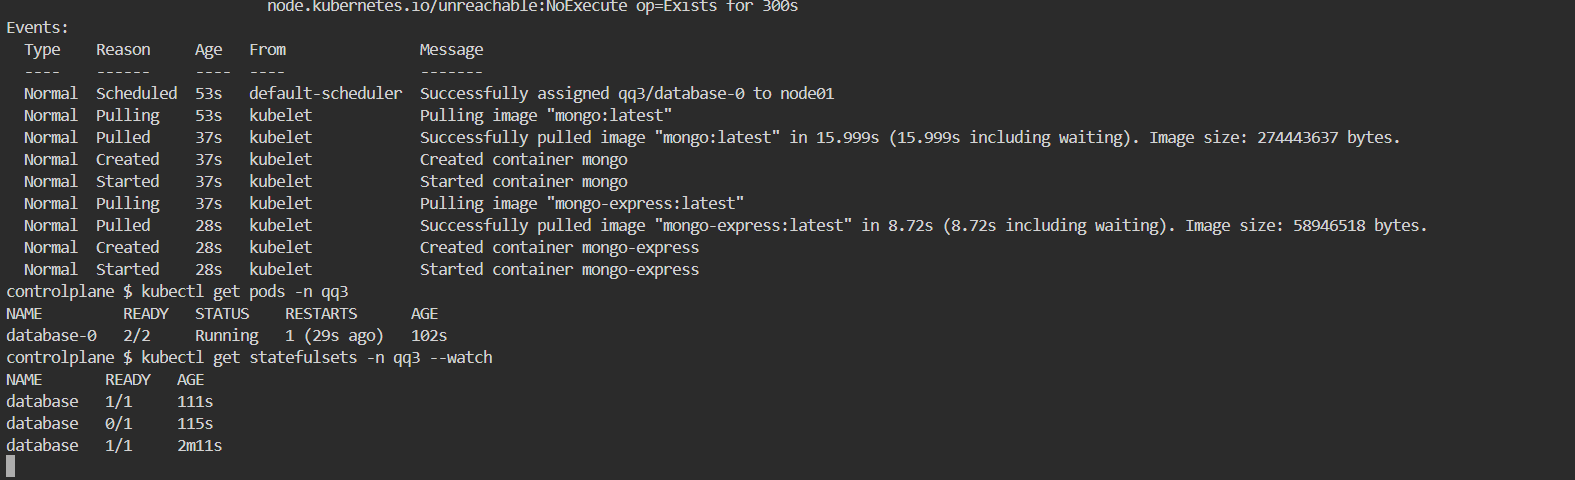 node.kubernetes.io/unreachable:NoExecute op=Exists for 300s
Events:
  Type    Reason     Age   From               Message
  ----    ------     ----  ----               -------
  Normal  Scheduled  53s   default-scheduler  Successfully assigned qq3/database-0 to node01
  Normal  Pulling    53s   kubelet            Pulling image "mongo:latest"
  Normal  Pulled     37s   kubelet            Successfully pulled image "mongo:latest" in 15.999s (15.999s including waiting). Image size: 274443637 bytes.
  Normal  Created    37s   kubelet            Created container mongo
  Normal  Started    37s   kubelet            Started container mongo
  Normal  Pulling    37s   kubelet            Pulling image "mongo-express:latest"
  Normal  Pulled     28s   kubelet            Successfully pulled image "mongo-express:latest" in 8.72s (8.72s including waiting). Image size: 58946518 bytes.
  Normal  Created    28s   kubelet            Created container mongo-express
  Normal  Started    28s   kubelet            Started container mongo-express
controlplane $ kubectl get pods -n qq3
NAME         READY   STATUS    RESTARTS      AGE
database-0   2/2     Running   1 (29s ago)   102s
controlplane $ kubectl get statefulsets -n qq3 --watch
NAME       READY   AGE
database   1/1     111s
database   0/1     115s
database   1/1     2m11s